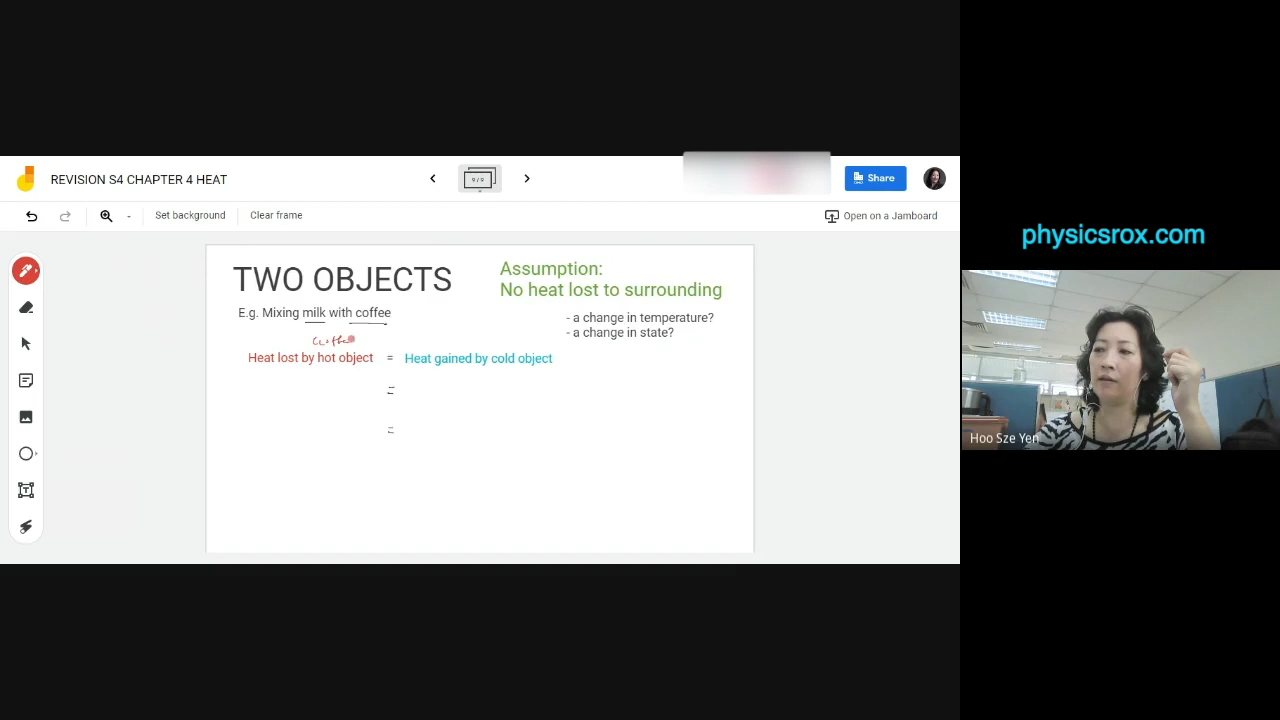 REVISION S4 CHAPTER 4 HEAT
9 / 9
Share
Set background
Clear frame
Open on a Jamboard
TWO OBJECTS
E.g. Mixing milk with coffee
Assumption:
No heat lost to surrounding
- a change in temperature?
- a change in state?
Heat lost by hot object = Heat gained by cold object
=
=
physicsrox.com
Hoo Sze Yen